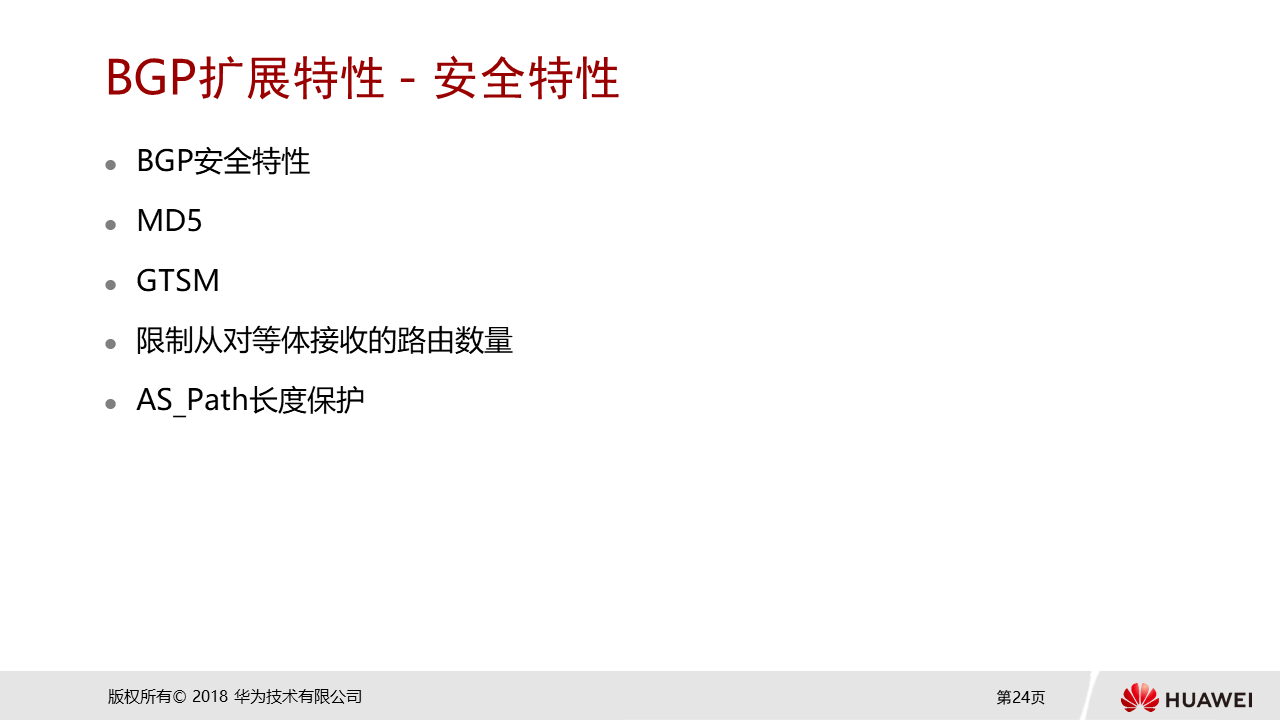 BGP扩展特性 - 安全特性
● BGP安全特性
● MD5
● GTSM
● 限制从对等体接收的路由数量
● AS_Path长度保护
版权所有© 2018 华为技术有限公司
第24页
HUAWEI